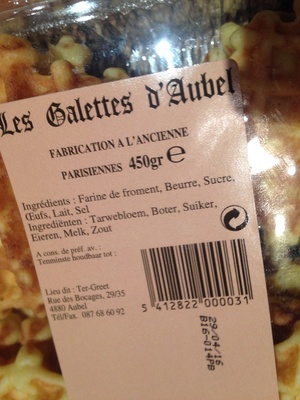 Les Galettes d'Aubel
FABRICATION A L'ANCIENNE
PARISIENNES 450gr ℮
Ingrédients : Farine de froment, Beurre, Sucre,
Œufs, Lait, Sel
Ingrediënten : Tarwebloem, Boter, Suiker,
Eieren, Melk, Zout
A cons. de préf. av. :
Tenminste houdbaar tot :
Lieu dit : Ter-Greet
Rue des Bocages, 29/35
4880 Aubel
Tél/Fax. 087 68 60 92
5 412822 000031
29/04/16
B16-014PB